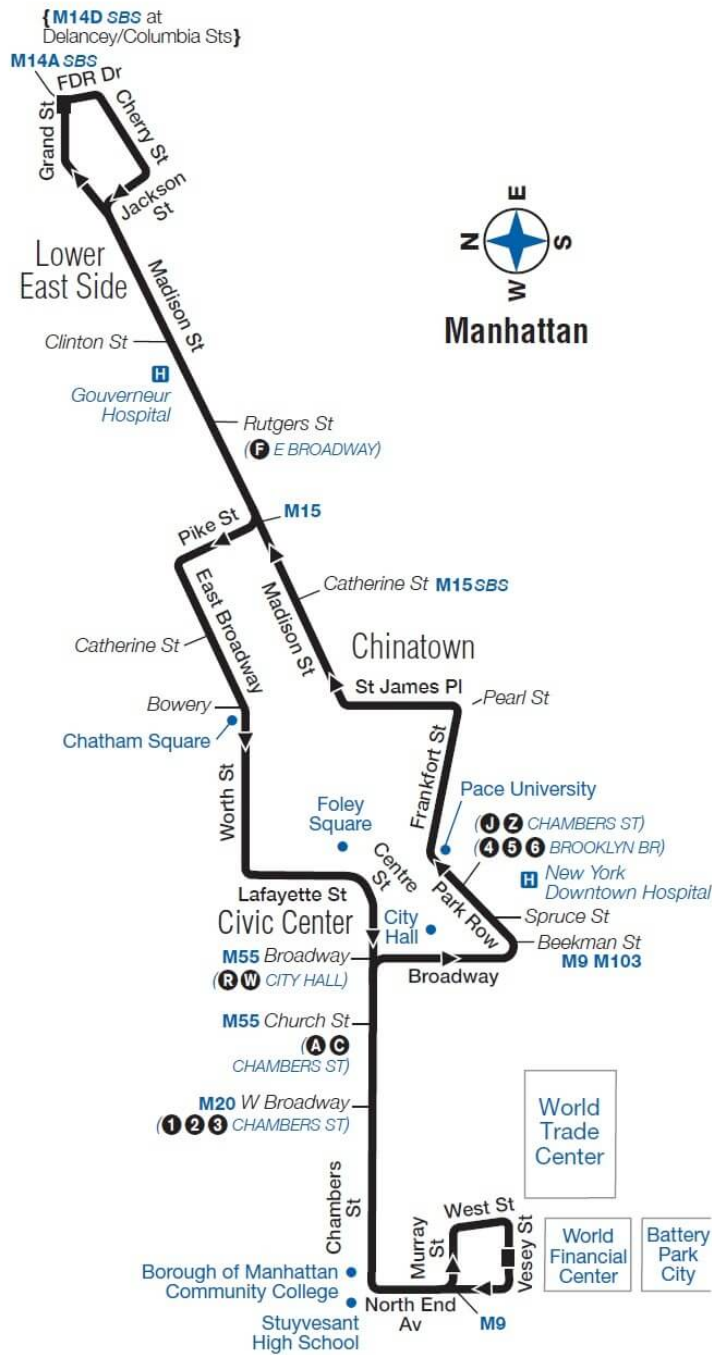 {M14D SBS at
Delancey/Columbia Sts}
M14A SBS
FDR Dr
Grand St
Cherry St
Jackson
St
E
N
S
W
Manhattan
Lower
East Side
Madison St
Clinton St
H
Gouverneur
Hospital
Rutgers St
(F E BROADWAY)
Pike St
M15
East Broadway
Madison St
Catherine St M15 SBS
Catherine St
Chinatown
St James Pl
Pearl St
Bowery
Chatham Square
Worth St
Frankfort St
Foley
Square
Pace University
(J Z CHAMBERS ST)
(4 5 6 BROOKLYN BR)
Centre
St
H New York
Downtown Hospital
Lafayette St
Park Row
Civic Center
City
Hall
Spruce St
Beekman St
M9 M103
M55 Broadway
(R W CITY HALL)
Broadway
M55 Church St
(A C
CHAMBERS ST)
M20 W Broadway
(1 2 3 CHAMBERS ST)
World
Trade
Center
Chambers
St
West St
Murray
St
Vesey St
World
Financial
Center
Battery
Park
City
Borough of Manhattan
Community College
North End
Av
M9
Stuyvesant
High School